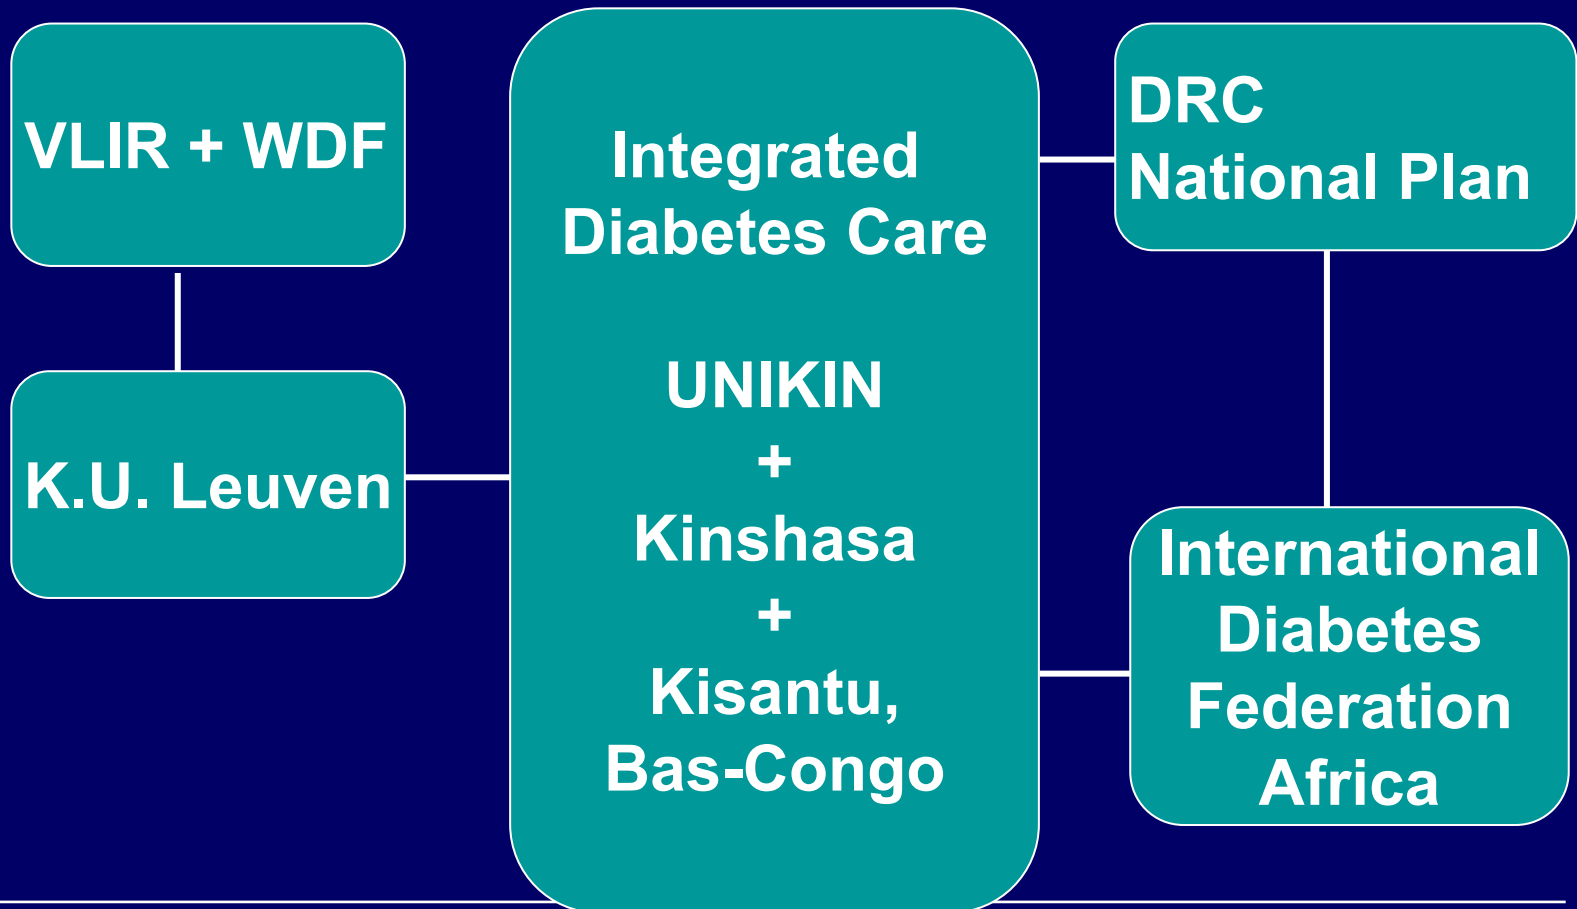 VLIR + WDF
K.U. Leuven
Integrated
Diabetes Care
UNIKIN
+
Kinshasa
+
Kisantu,
Bas-Congo
DRC
National Plan
International
Diabetes
Federation
Africa